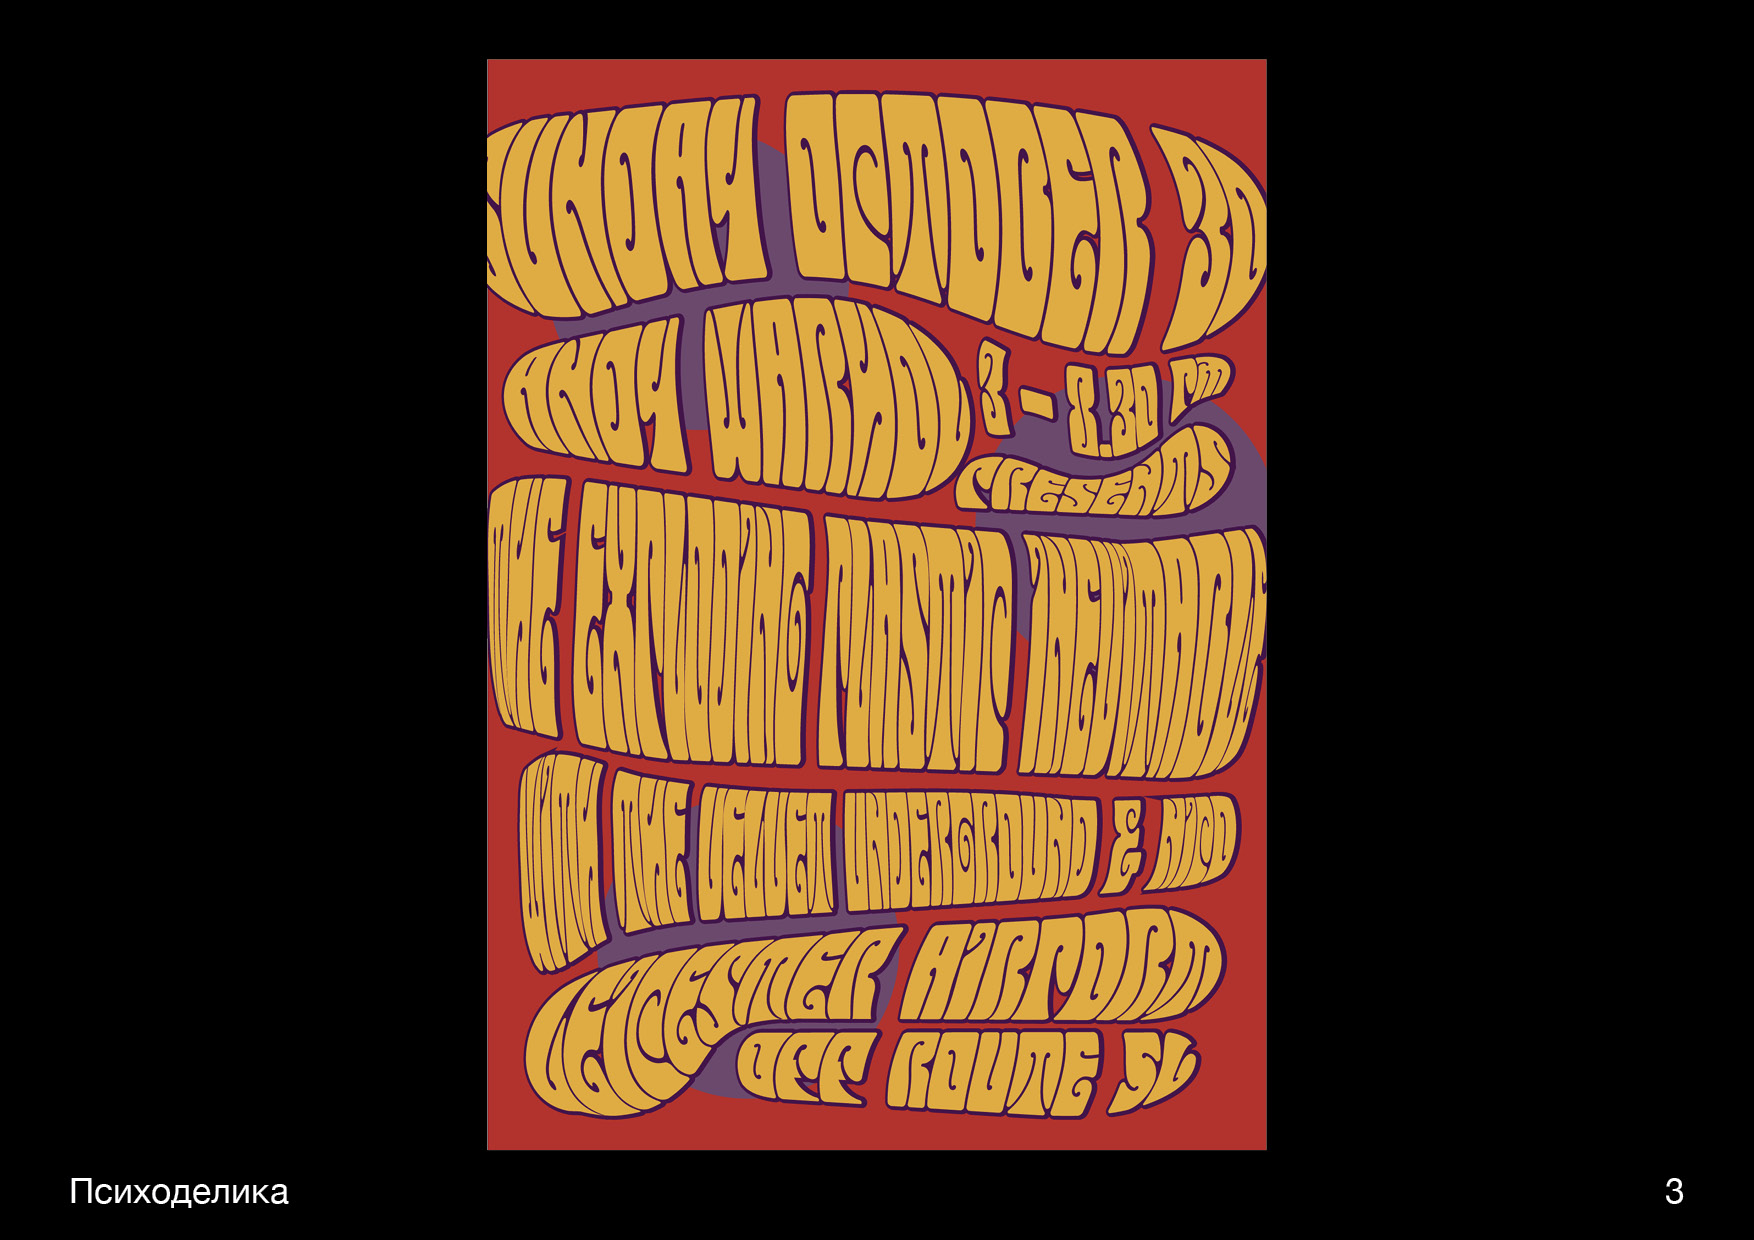 SUNDAY OCTOBER 30
ANDY WARHOL 3 – 8.30 PM
PRESENTS
THE EXPLODING PLASTIC INEVITABLE
WITH THE VELVET UNDERGROUND & NICO
LEICESTER AIRPORT
OFF ROUTE 56
Психоделика
3